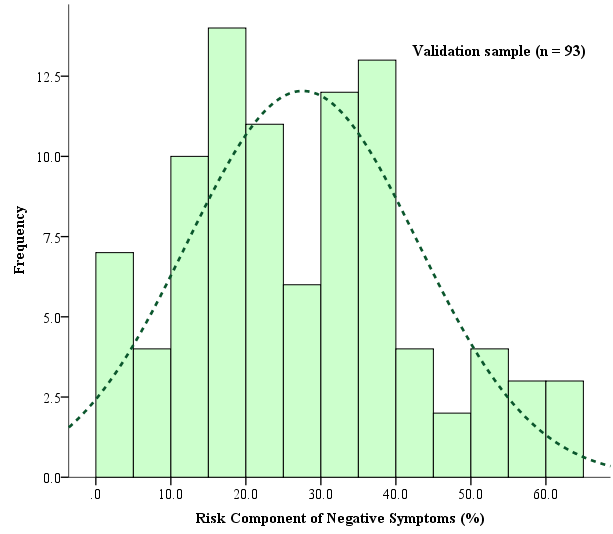 Validation sample (n = 93)
Frequency
12.5
10.0
7.5
5.0
2.5
0.0
.0 10.0 20.0 30.0 40.0 50.0 60.0
Risk Component of Negative Symptoms (%)